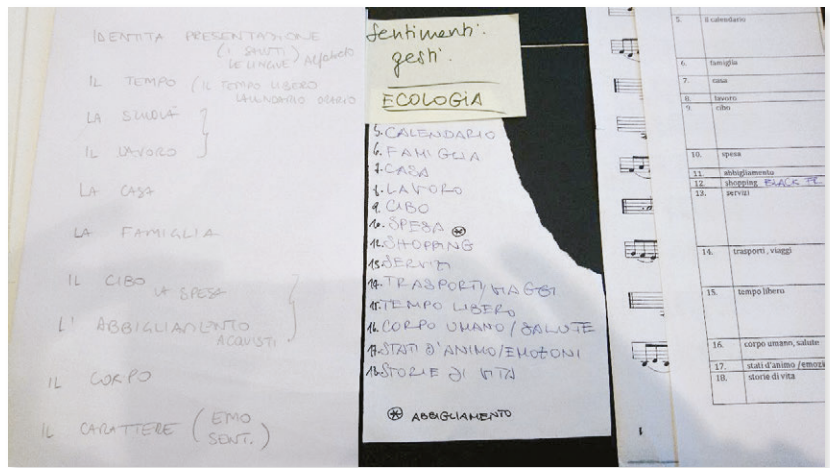 IDENTITA PRESENTAZIONE
(I SALUTI)
LE LINGUE) Alfabeto
IL TEMPO (IL TEMPO LIBERO
CALENDARIO ORARIO
LA SCUOLA
IL LAVORO
LA CASA
LA FAMIGLIA
IL CIBO
LA SPESA
L' ABBIGLIAMENTO
ACQUISTI
IL CORPO
IL CARATTERE (EMO
SENT.)
Sentimenti.
gesti.
ECOLOGIA
5. CALENDARIO
6. FAMIGLIA
7. CASA
8. LAVORO
9. CIBO
10. SPESA ⊛
12. SHOPPING
13. SERVIZI
14. TRASPORTI/VIAGGI
15. TEMPO LIBERO
16. CORPO UMANO/SALUTE
17. STATI D'ANIMO/EMOZIONI
18. STORIE DI VITA
⊛ ABBIGLIAMENTO
5. il calendario
6. famiglia
7. casa
8. lavoro
9. cibo
10. spesa
11. abbigliamento
12. shopping BLACK FR
13. servizi
14. trasporti, viaggi
15. tempo libero
16. corpo umano, salute
17. stati d'animo /emozi
18. storie di vita